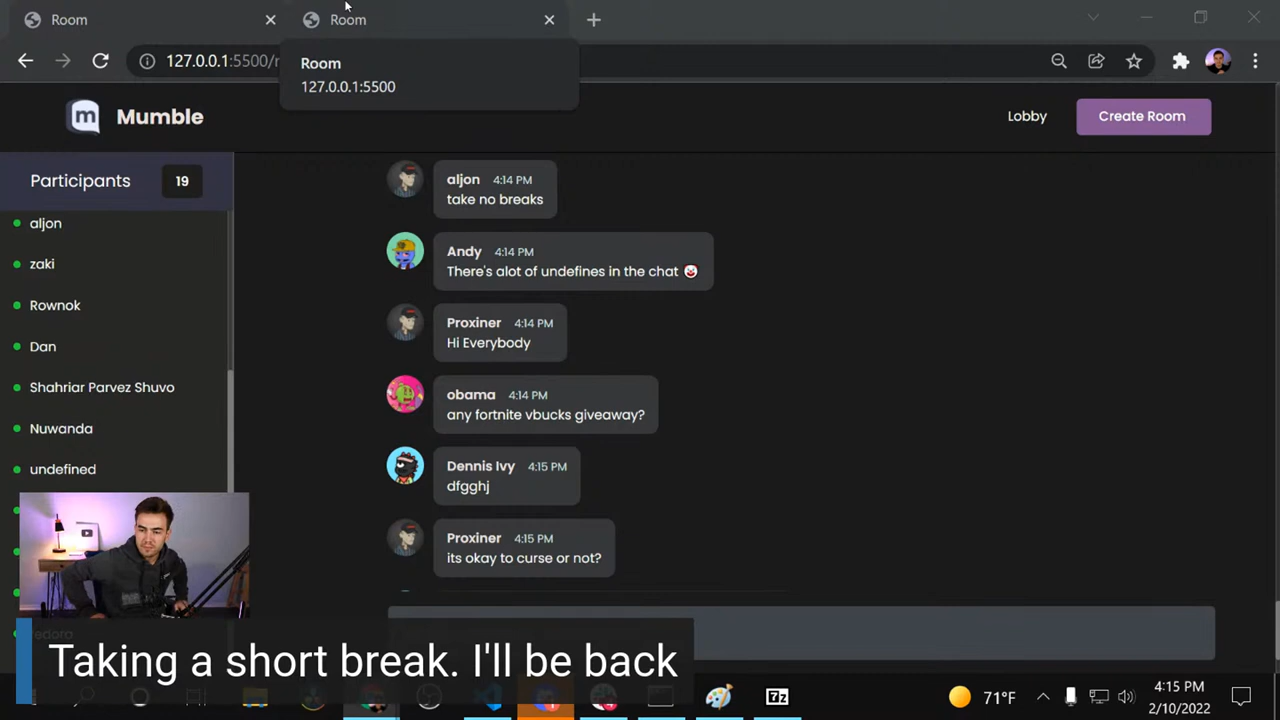 Room
Room
Room
127.0.0.1:5500
127.0.0.1:5500/r
m
Mumble
Lobby
Create Room
Participants
19
aljon
zaki
Rownok
Dan
Shahriar Parvez Shuvo
Nuwanda
undefined
fedora
aljon 4:14 PM
take no breaks
Andy 4:14 PM
There's alot of undefines in the chat 🤡
Proxiner 4:14 PM
Hi Everybody
obama 4:14 PM
any fortnite vbucks giveaway?
Dennis Ivy 4:15 PM
dfgghj
Proxiner 4:15 PM
its okay to curse or not?
Taking a short break. I'll be back
7z
71°F
4:15 PM
2/10/2022